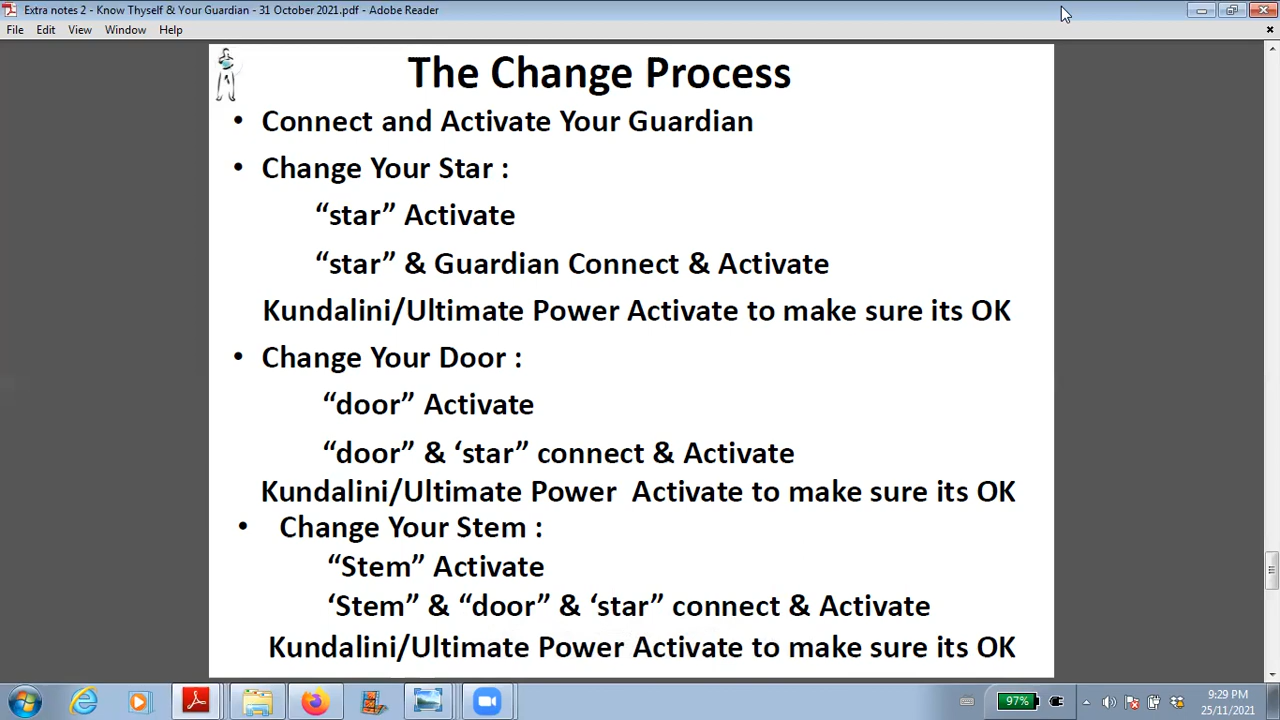 Extra notes 2 - Know Thyself & Your Guardian - 31 October 2021.pdf - Adobe Reader
File Edit View Window Help
The Change Process
• Connect and Activate Your Guardian
• Change Your Star :
“star” Activate
“star” & Guardian Connect & Activate
Kundalini/Ultimate Power Activate to make sure its OK
• Change Your Door :
“door” Activate
“door” & ‘star” connect & Activate
Kundalini/Ultimate Power Activate to make sure its OK
• Change Your Stem :
“Stem” Activate
‘Stem” & “door” & ‘star” connect & Activate
Kundalini/Ultimate Power Activate to make sure its OK
97%
9:29 PM
25/11/2021